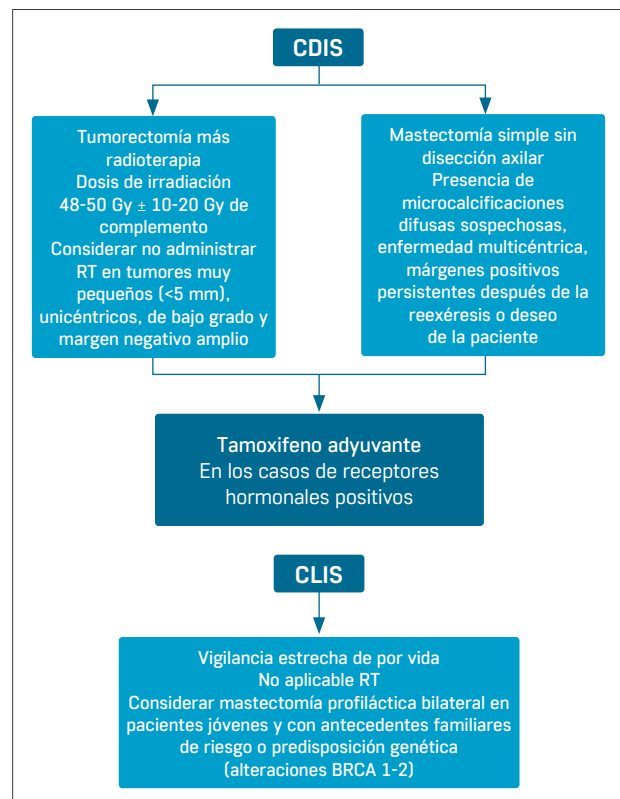 CDIS
Tumorectomía más
radioterapia
Dosis de irradiación
48-50 Gy ± 10-20 Gy de
complemento
Considerar no administrar
RT en tumores muy
pequeños (<5 mm),
unicéntricos, de bajo grado y
margen negativo amplio
Mastectomía simple sin
disección axilar
Presencia de
microcalcificaciones
difusas sospechosas,
enfermedad multicéntrica,
márgenes positivos
persistentes después de la
reexéresis o deseo
de la paciente
Tamoxifeno adyuvante
En los casos de receptores
hormonales positivos
CLIS
Vigilancia estrecha de por vida
No aplicable RT
Considerar mastectomía profiláctica bilateral en
pacientes jóvenes y con antecedentes familiares
de riesgo o predisposición genética
(alteraciones BRCA 1-2)